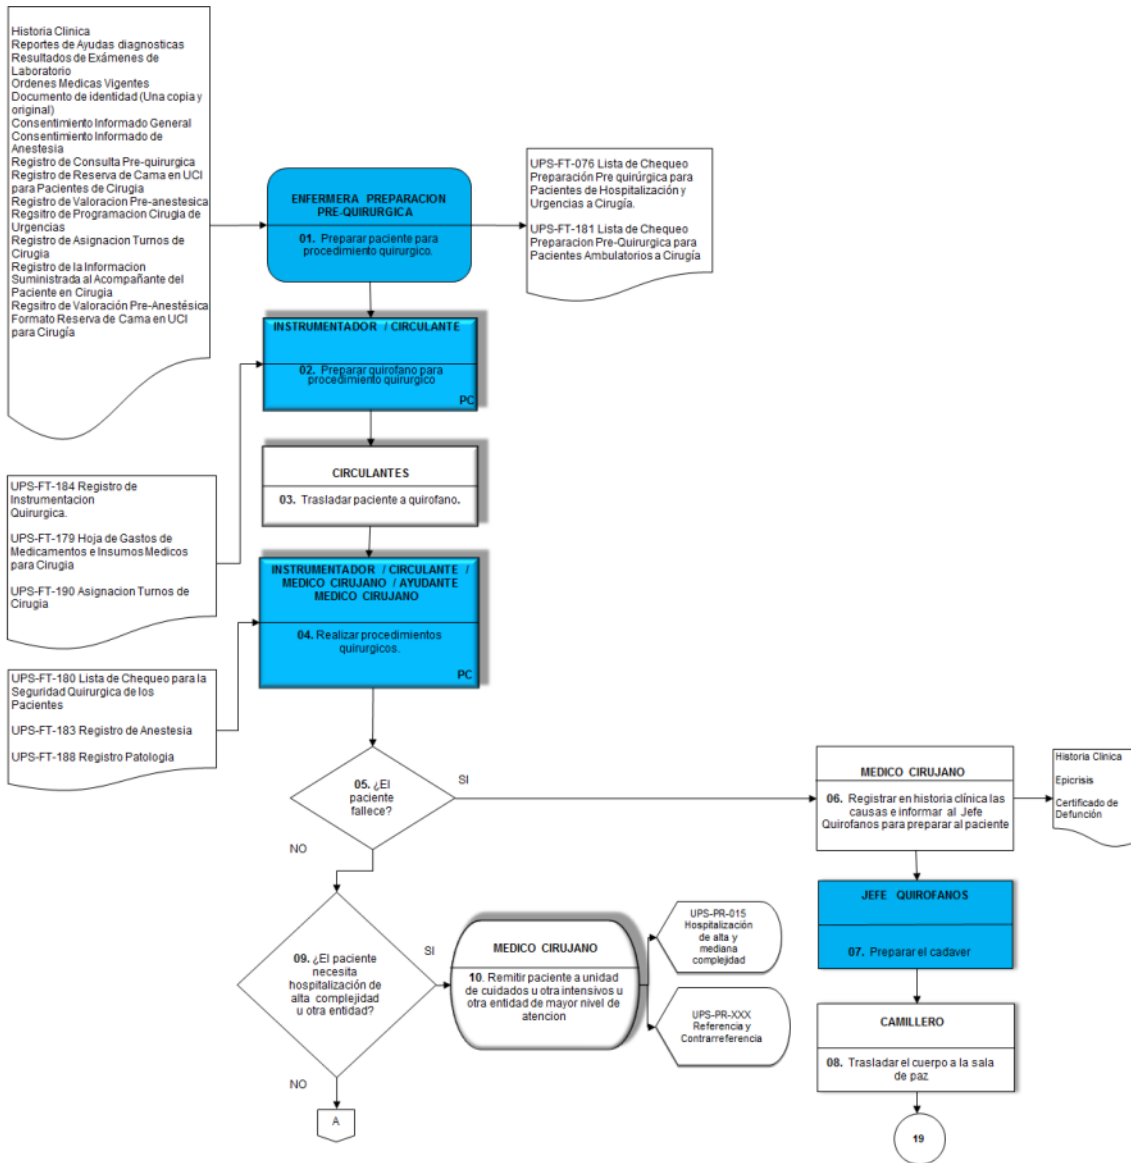 Historia Clinica
Reportes de Ayudas diagnosticas
Resultados de Exámenes de
Laboratorio
Ordenes Medicas Vigentes
Documento de identidad (Una copia y
original)
Consentimiento Informado General
Consentimiento Informado de
Anestesia
Registro de Consulta Pre-quirurgica
Registro de Reserva de Cama en UCI
para Pacientes de Cirugia
Registro de Valoracion Pre-anestesica
Regsitro de Programacion Cirugia de
Urgencias
Registro de Asignacion Turnos de
Cirugia
Registro de la Informacion
Suministrada al Acompañante del
Paciente en Cirugia
Regsitro de Valoración Pre-Anestésica
Formato Reserva de Cama en UCI
para Cirugía
ENFERMERA PREPARACION
PRE-QUIRURGICA
01. Preparar paciente para
procedimiento quirurgico.
UPS-FT-076 Lista de Chequeo
Preparación Pre quirúrgica para
Pacientes de Hospitalización y
Urgencias a Cirugía.
UPS-FT-181 Lista de Chequeo
Preparacion Pre-Quirurgica para
Pacientes Ambulatorios a Cirugía
INSTRUMENTADOR / CIRCULANTE
02. Preparar quirofano para
procedimiento quirurgico
PC
CIRCULANTES
03. Trasladar paciente a quirofano.
UPS-FT-184 Registro de
Instrumentacion
Quirurgica.
UPS-FT-179 Hoja de Gastos de
Medicamentos e Insumos Medicos
para Cirugia
UPS-FT-190 Asignacion Turnos de
Cirugia
INSTRUMENTADOR / CIRCULANTE /
MEDICO CIRUJANO / AYUDANTE
MEDICO CIRUJANO
04. Realizar procedimientos
quirurgicos.
PC
UPS-FT-180 Lista de Chequeo para la
Seguridad Quirurgica de los
Pacientes
UPS-FT-183 Registro de Anestesia
UPS-FT-188 Registro Patologia
05. ¿El
paciente
fallece?
SI
NO
MEDICO CIRUJANO
06. Registrar en historia clínica las
causas e informar al Jefe
Quirofanos para preparar al paciente
Historia Clinica
Epicrisis
Certificado de
Defunción
JEFE QUIROFANOS
07. Preparar el cadaver
CAMILLERO
08. Trasladar el cuerpo a la sala
de paz
19
09. ¿El paciente
necesita
hospitalización de
alta complejidad
u otra entidad?
SI
NO
MEDICO CIRUJANO
10. Remitir paciente a unidad
de cuidados u otra intensivos u
otra entidad de mayor nivel de
atencion
UPS-PR-015
Hospitalización
de alta y
mediana
complejidad
UPS-PR-XXX
Referencia y
Contrarreferencia
A